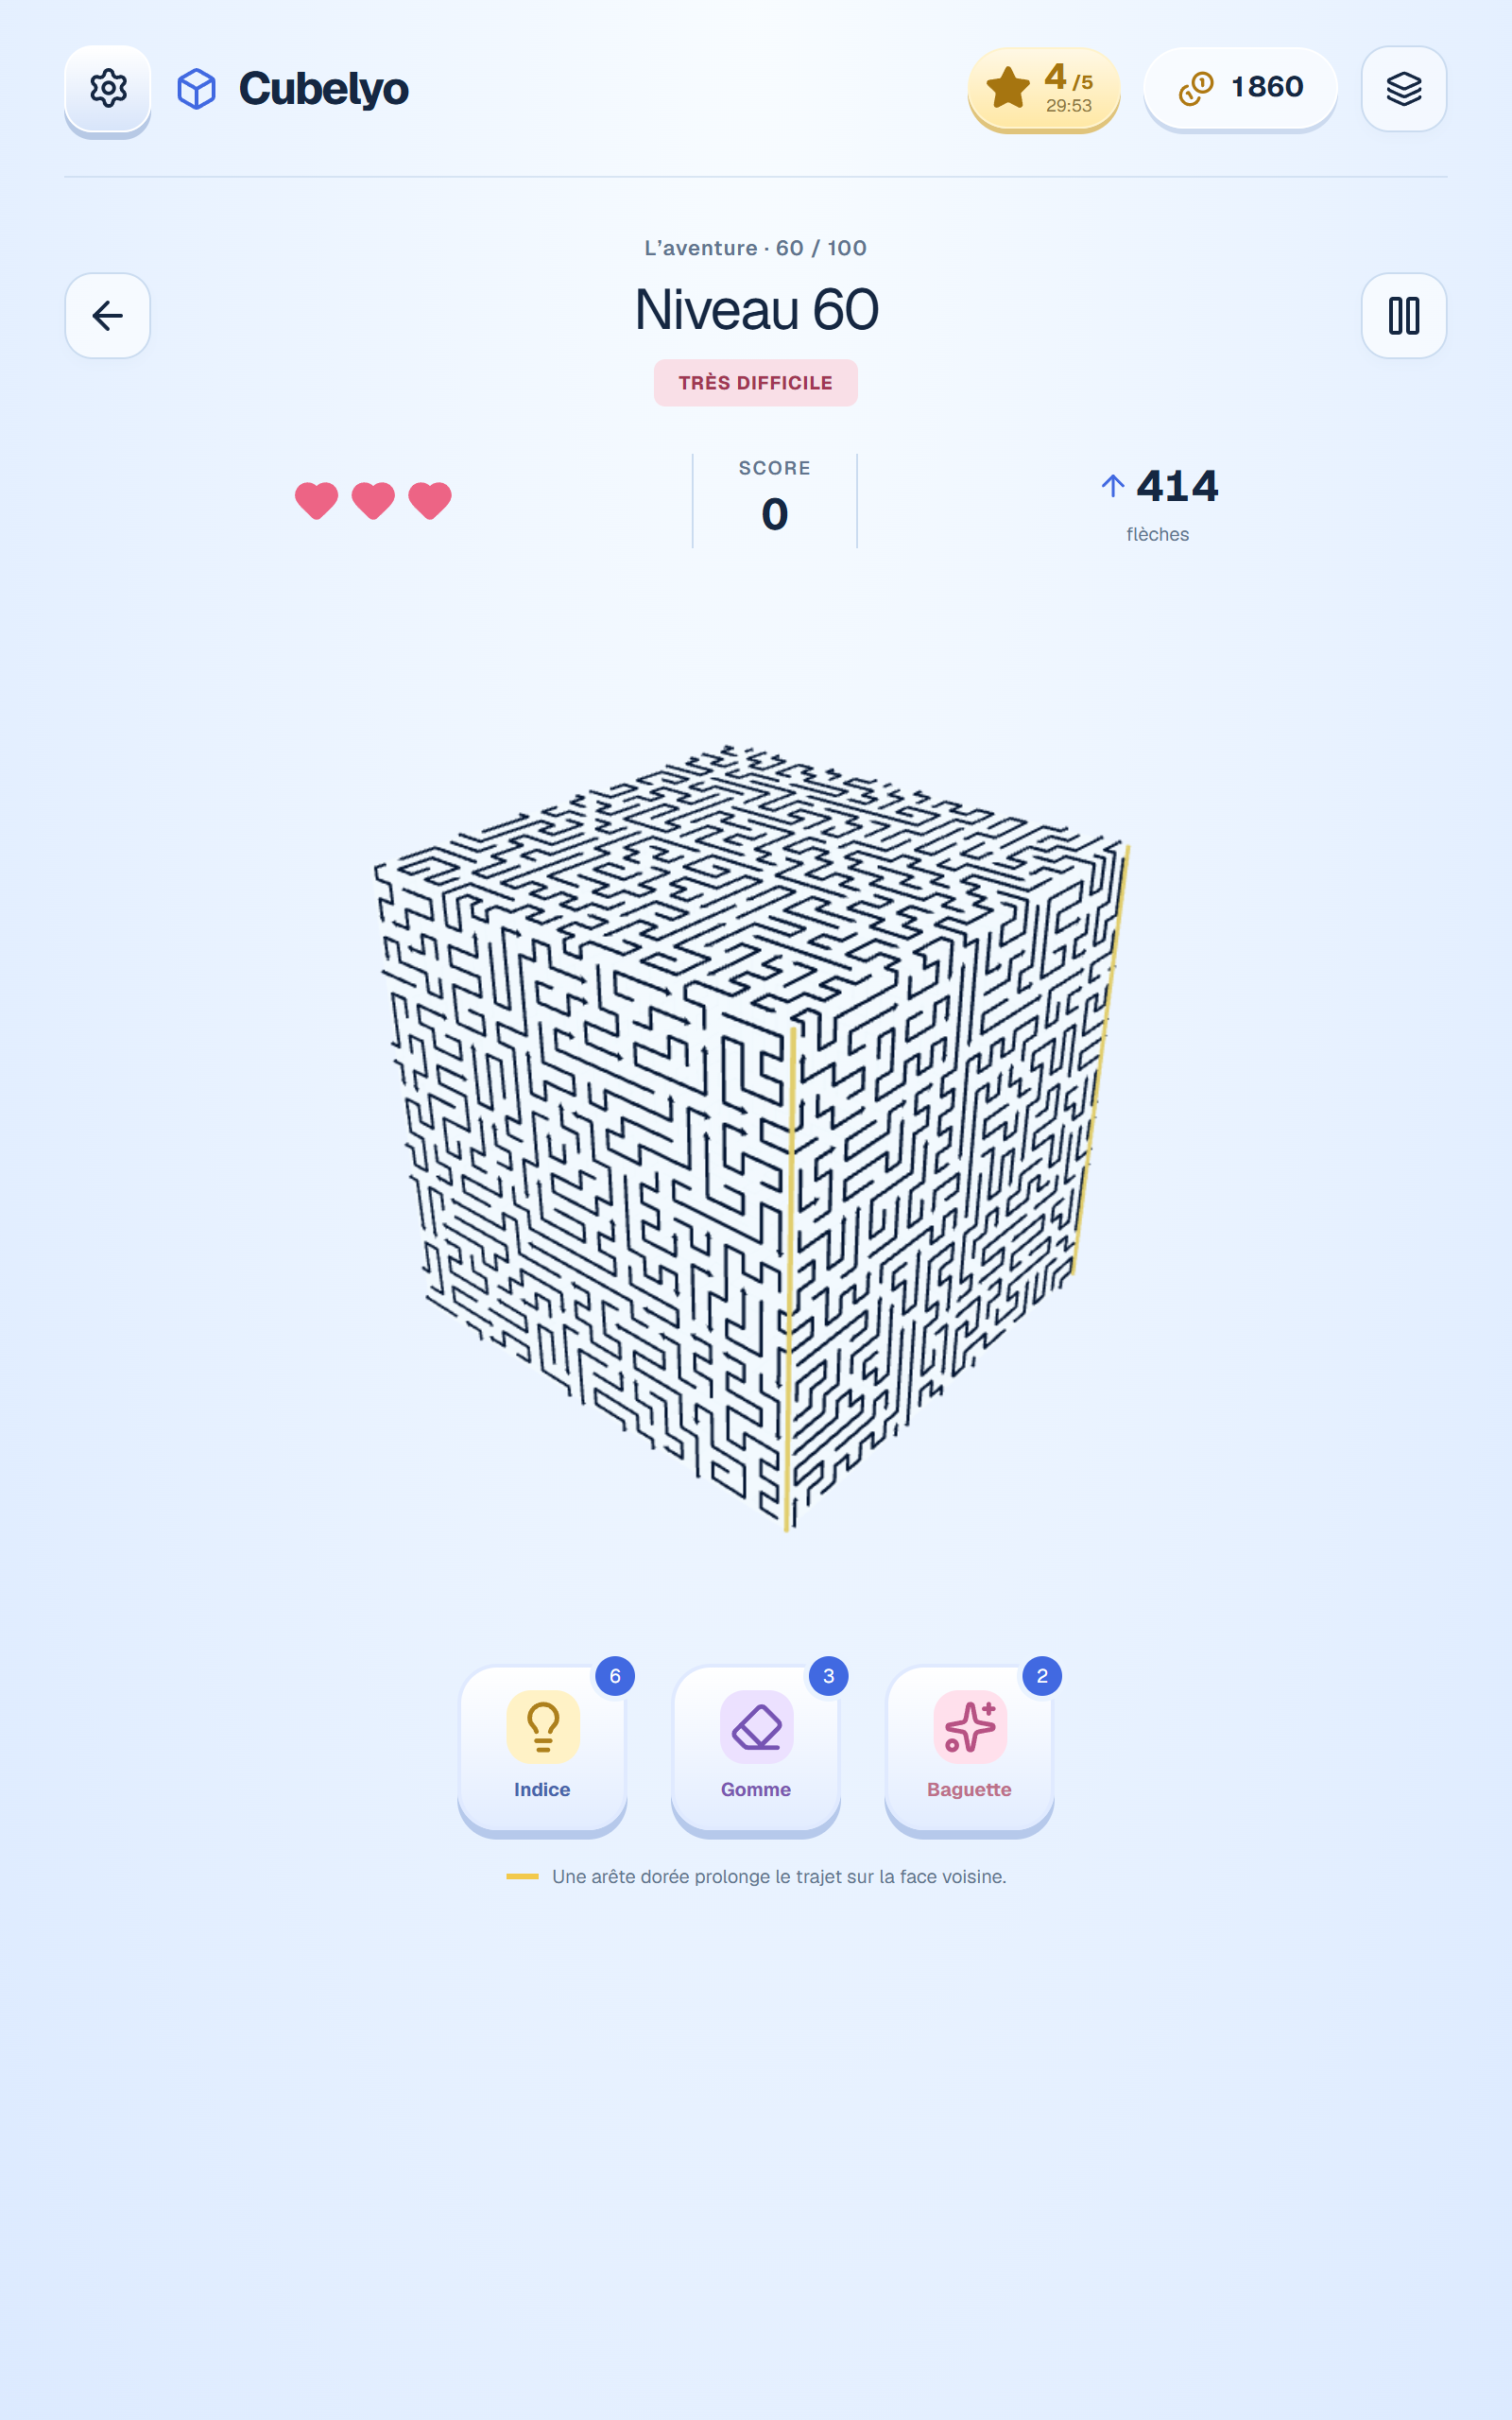 Cubelyo
4 /5
29:53
1860
L’aventure · 60 / 100
Niveau 60
TRÈS DIFFICILE
SCORE
0
414
flèches
6
3
2
Indice
Gomme
Baguette
Une arête dorée prolonge le trajet sur la face voisine.